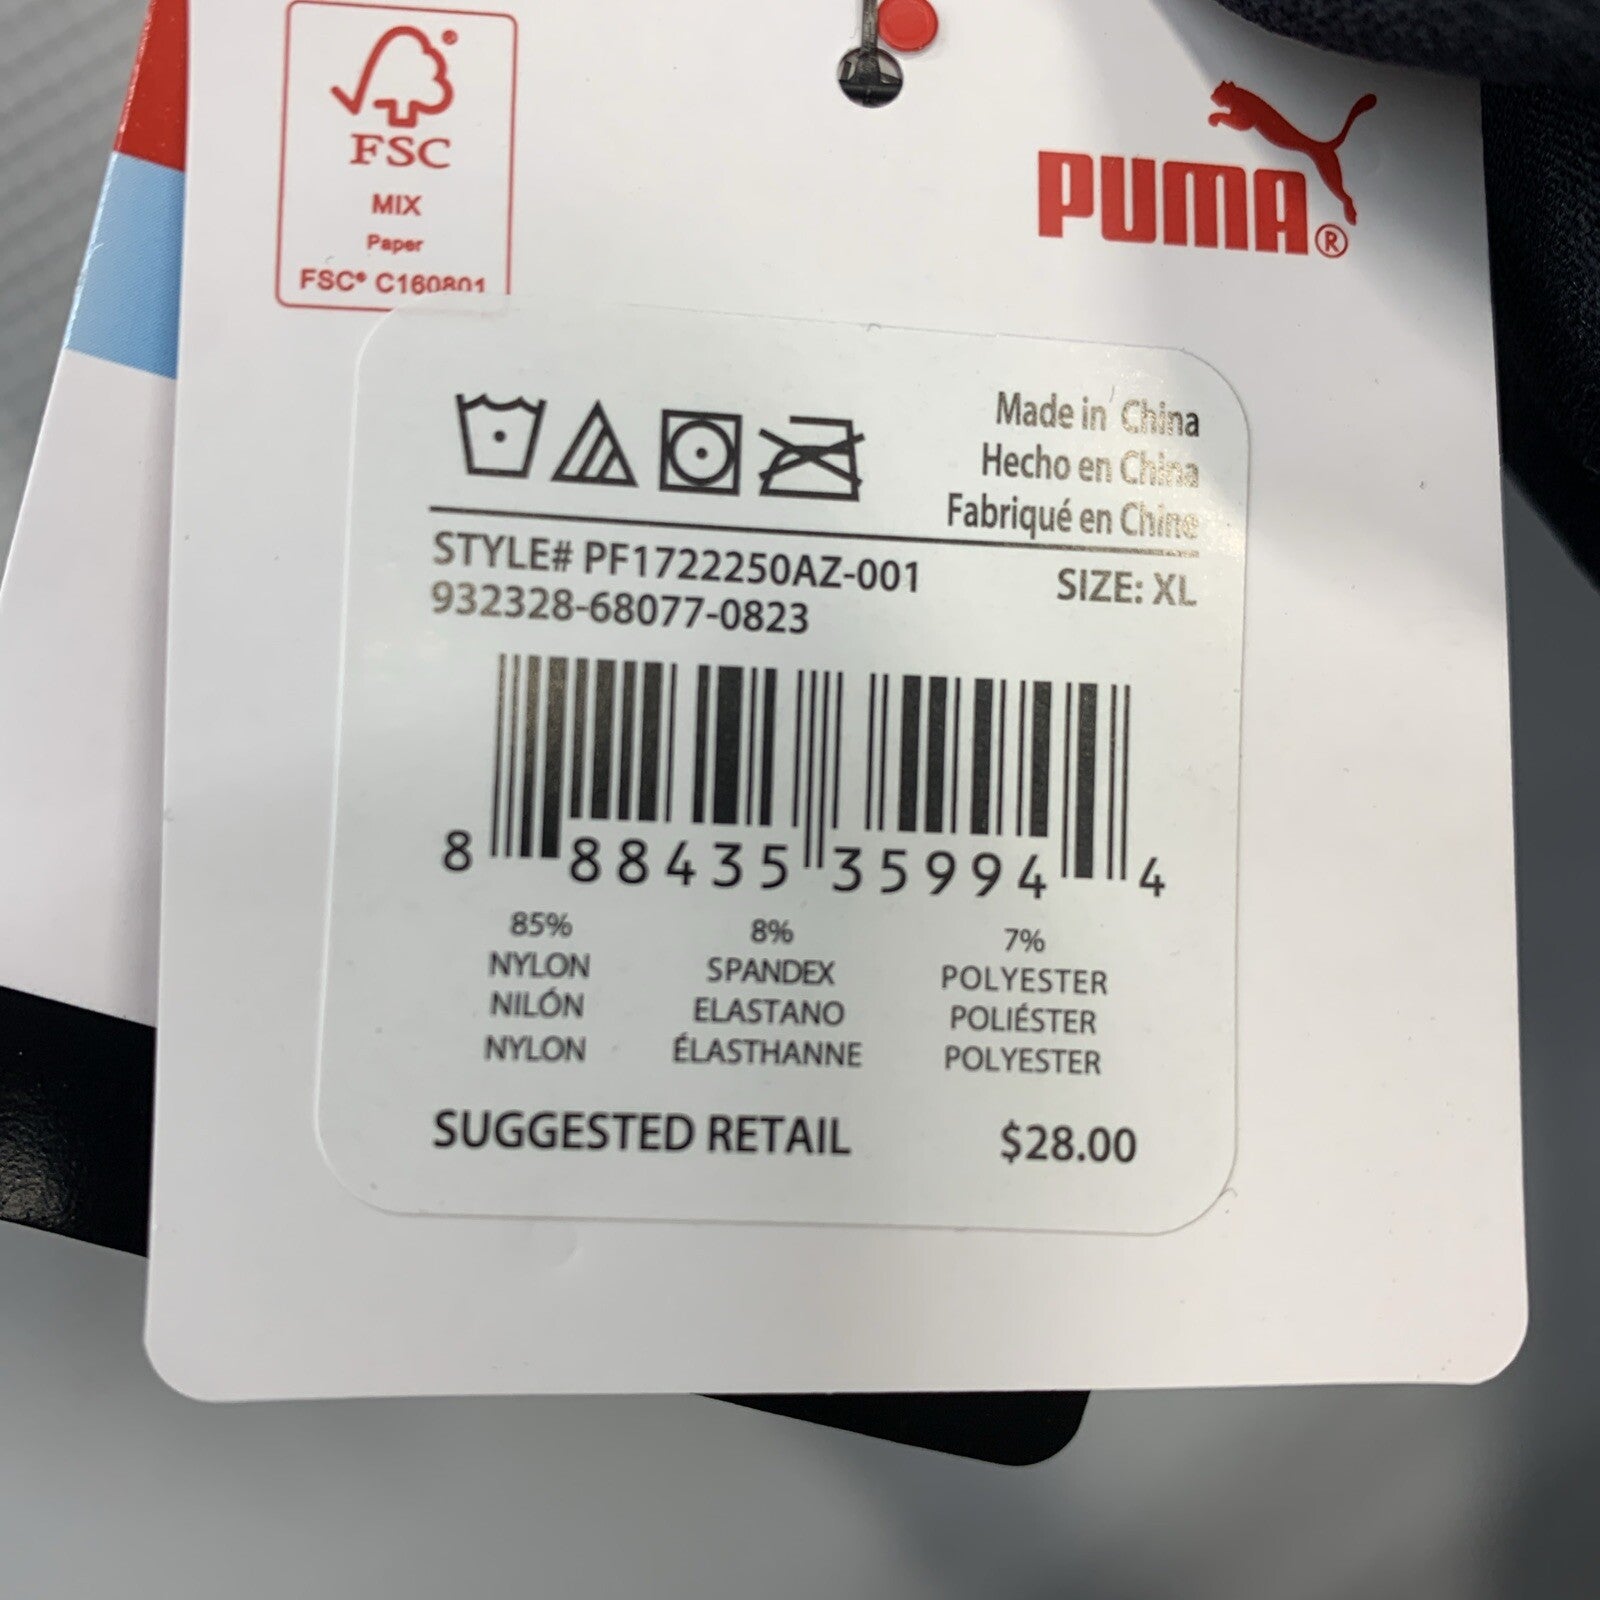 FSC
MIX
Paper
FSC® C160801
PUMA®
Made in China
Hecho en China
Fabriqué en Chine
STYLE# PF1722250AZ-001
SIZE: XL
932328-68077-0823
8 88435 35994 4
85% 8% 7%
NYLON SPANDEX POLYESTER
NILÓN ELASTANO POLIÉSTER
NYLON ÉLASTHANNE POLYESTER
SUGGESTED RETAIL $28.00